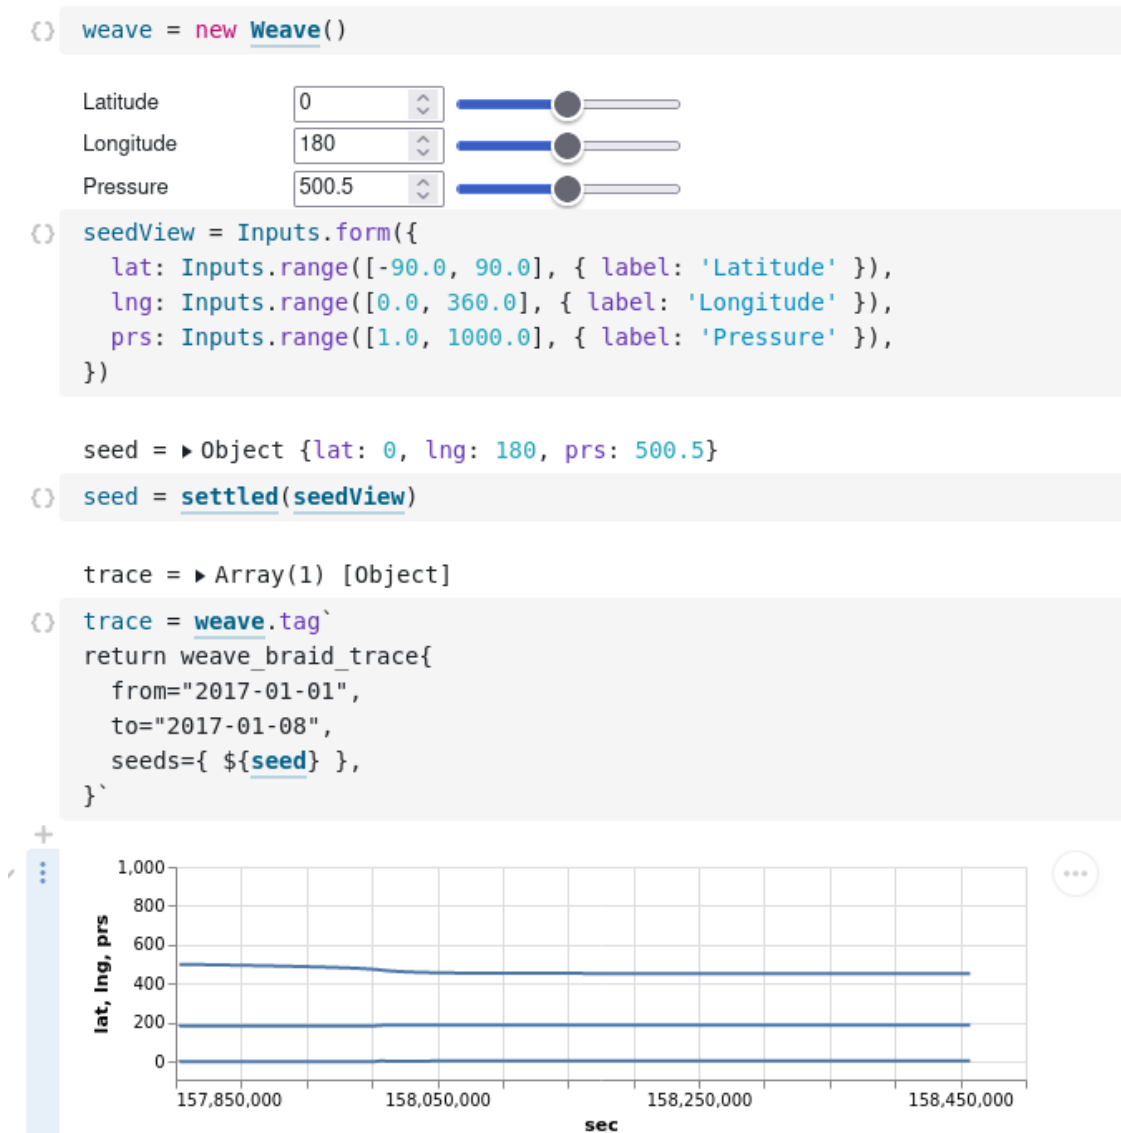 {} weave = new Weave()
Latitude 0
Longitude 180
Pressure 500.5
{} seedView = Inputs.form({
lat: Inputs.range([-90.0, 90.0], { label: 'Latitude' }),
lng: Inputs.range([0.0, 360.0], { label: 'Longitude' }),
prs: Inputs.range([1.0, 1000.0], { label: 'Pressure' }),
})
seed = ▸ Object {lat: 0, lng: 180, prs: 500.5}
{} seed = settled(seedView)
trace = ▸ Array(1) [Object]
{} trace = weave.tag`
return weave_braid_trace{
from="2017-01-01",
to="2017-01-08",
seeds={ ${seed} },
}`
1,000
800
600
400
200
0
lat, lng, prs
157,850,000 158,050,000 158,250,000 158,450,000
sec